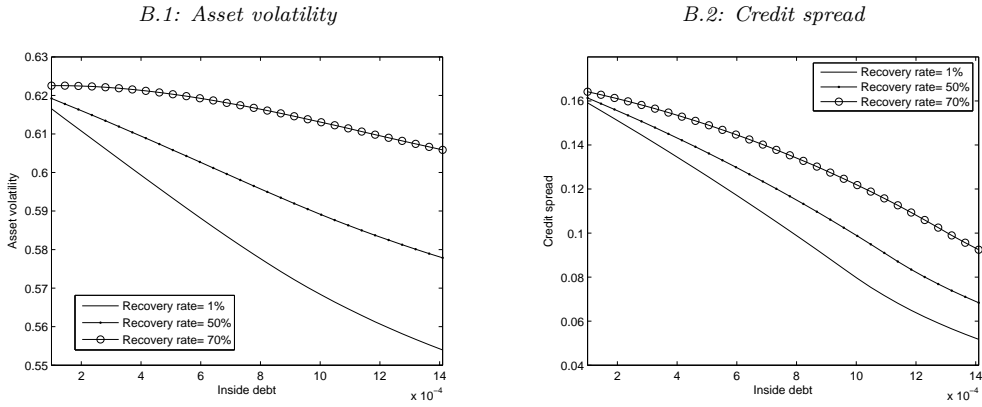 B.1: Asset volatility
0.63
0.62
0.61
0.6
0.59
0.58
0.57
0.56
0.55
Asset volatility
Recovery rate= 1%
Recovery rate= 50%
Recovery rate= 70%
2 4 6 8 10 12 14
Inside debt
x 10⁻⁴
B.2: Credit spread
0.16
0.14
0.12
0.1
0.08
0.06
0.04
Credit spread
Recovery rate= 1%
Recovery rate= 50%
Recovery rate= 70%
2 4 6 8 10 12 14
Inside debt
x 10⁻⁴